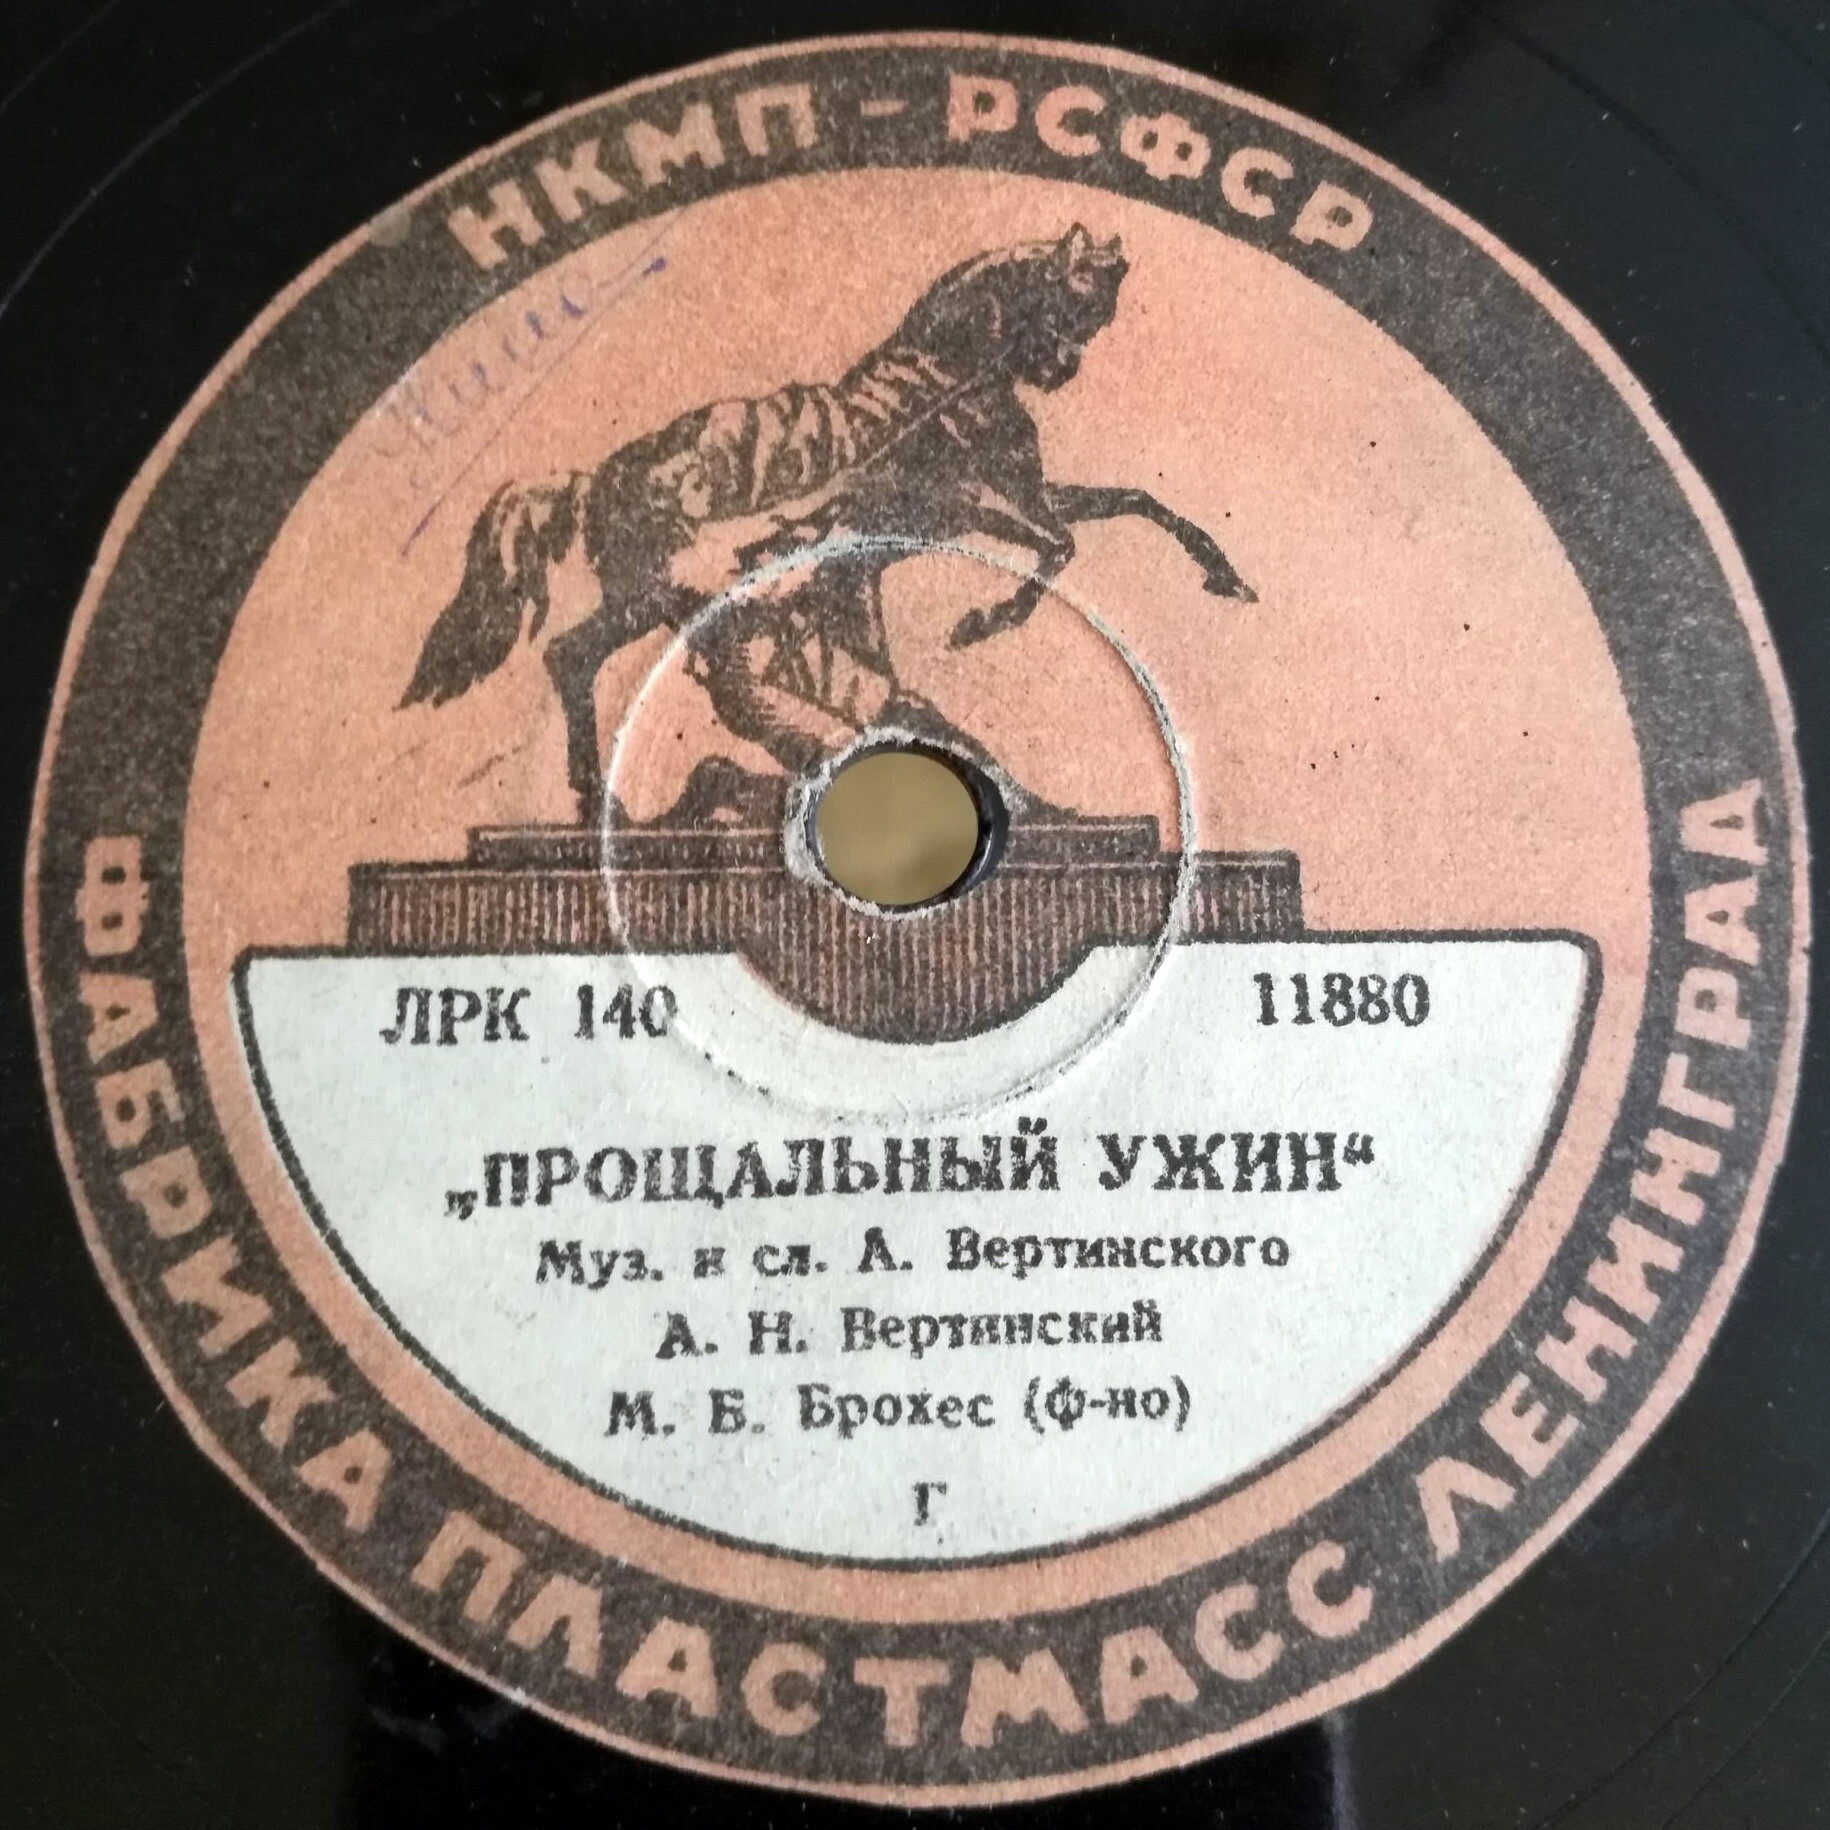 НКМП - РСФСР
ЛРК 140
11880
„ПРОЩАЛЬНЫЙ УЖИН“
Муз. и сл. А. Вертинского
А. Н. Вертинский
М. Б. Брохес (ф-но)
Г
ФАБРИКА ПЛАСТМАСС ЛЕНИНГРАД